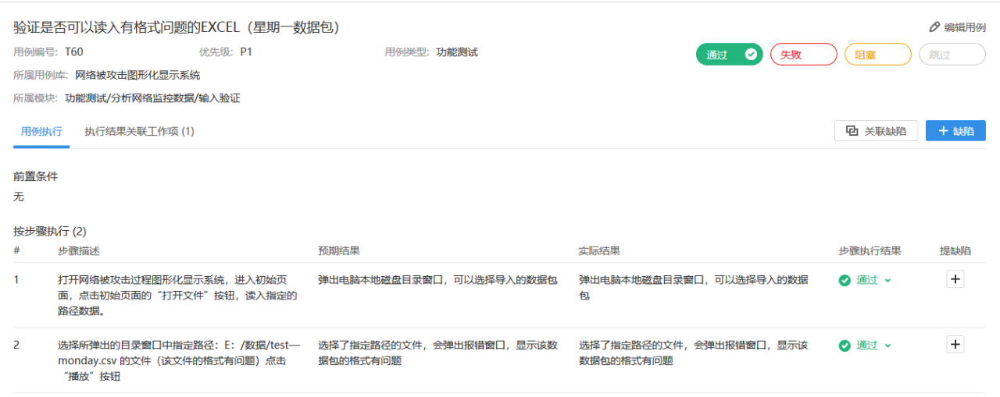 验证是否可以读入有格式问题的EXCEL（星期一数据包）
编辑用例
用例编号: T60 优先级: P1 用例类型: 功能测试
通过 失败 阻塞 跳过
所属用例库: 网络被攻击图形化显示系统
所属模块: 功能测试/分析网络监控数据/输入验证
用例执行 执行结果关联工作项 (1)
关联缺陷 + 缺陷
前置条件
无
按步骤执行 (2)
# 步骤描述 预期结果 实际结果 步骤执行结果 提缺陷
1 打开网络被攻击过程图形化显示系统，进入初始页 弹出电脑本地磁盘目录窗口，可以选择导入的数据包 弹出电脑本地磁盘目录窗口，可以选择导入的数据 通过 +
面，点击初始页面的“打开文件”按钮，读入指定的 包
路径数据。
2 选择所弹出的目录窗口中指定路径：E：/数据/test— 选择了指定路径的文件，会弹出报错窗口，显示该数 选择了指定路径的文件，会弹出报错窗口，显示该 通过 +
monday.csv 的文件（该文件的格式有问题）点击 据包的格式有问题 数据包的格式有问题
“播放”按钮